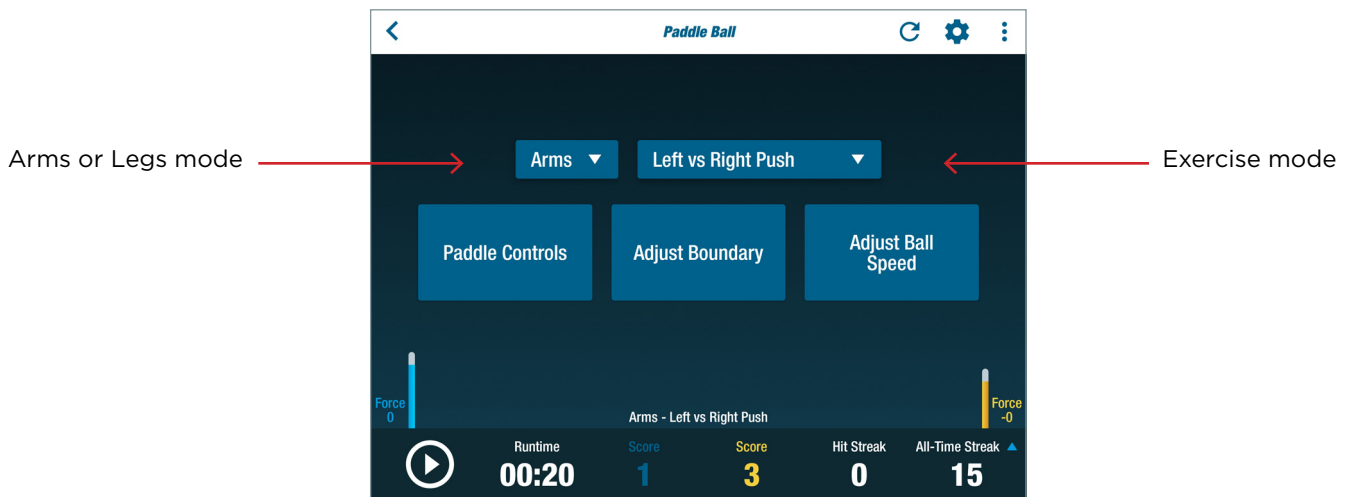 Paddle Ball
Arms or Legs mode
Arms
Left vs Right Push
Exercise mode
Paddle Controls
Adjust Boundary
Adjust Ball
Speed
Force
0
Arms - Left vs Right Push
Force
-0
Runtime
00:20
Score
1
Score
3
Hit Streak
0
All-Time Streak
15